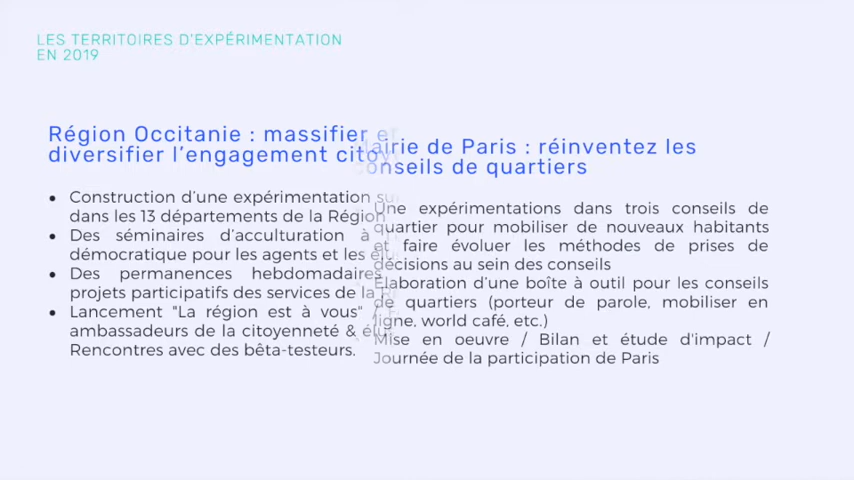 LES TERRITOIRES D'EXPÉRIMENTATION
EN 2019
Région Occitanie : massifier
diversifier l'engagement
Construction d'une expérimentation
dans les 13 départements de la Région
Des séminaires d'acculturation à
démocratique pour les agents et les
Des permanences hebdomadaires
projets participatifs des services de la
Lancement "La région est à vous" /
ambassadeurs de la citoyenneté &
Rencontres avec des bêta-testeurs.
de Paris : réinventez les
conseils de quartiers
Une expérimentations dans trois conseils de
quartier pour mobiliser de nouveaux habitants
et faire évoluer les méthodes de prises de
décisions au sein des conseils
Élaboration d'une boîte à outil pour les conseils
de quartiers (porteur de parole, mobiliser en
ligne, world café, etc.)
Mise en oeuvre / Bilan et étude d'impact /
Journée de la participation de Paris